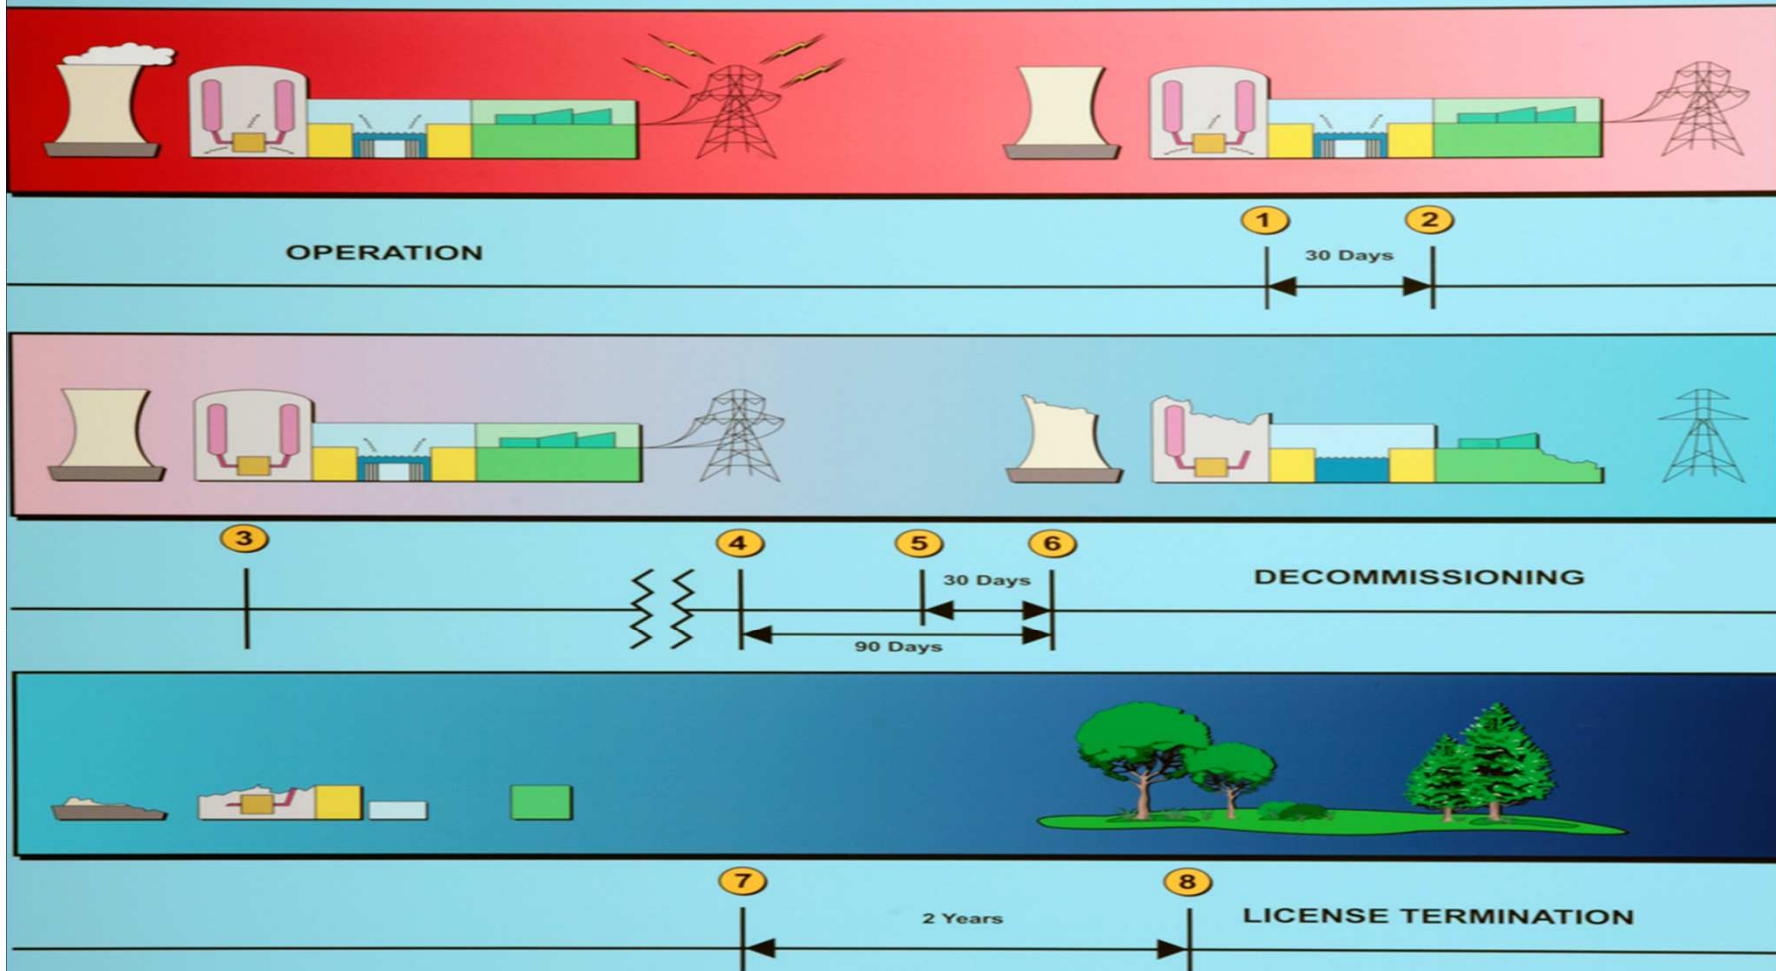 1
2
OPERATION
30 Days
3
4
5
6
30 Days
DECOMMISSIONING
90 Days
7
8
2 Years
LICENSE TERMINATION